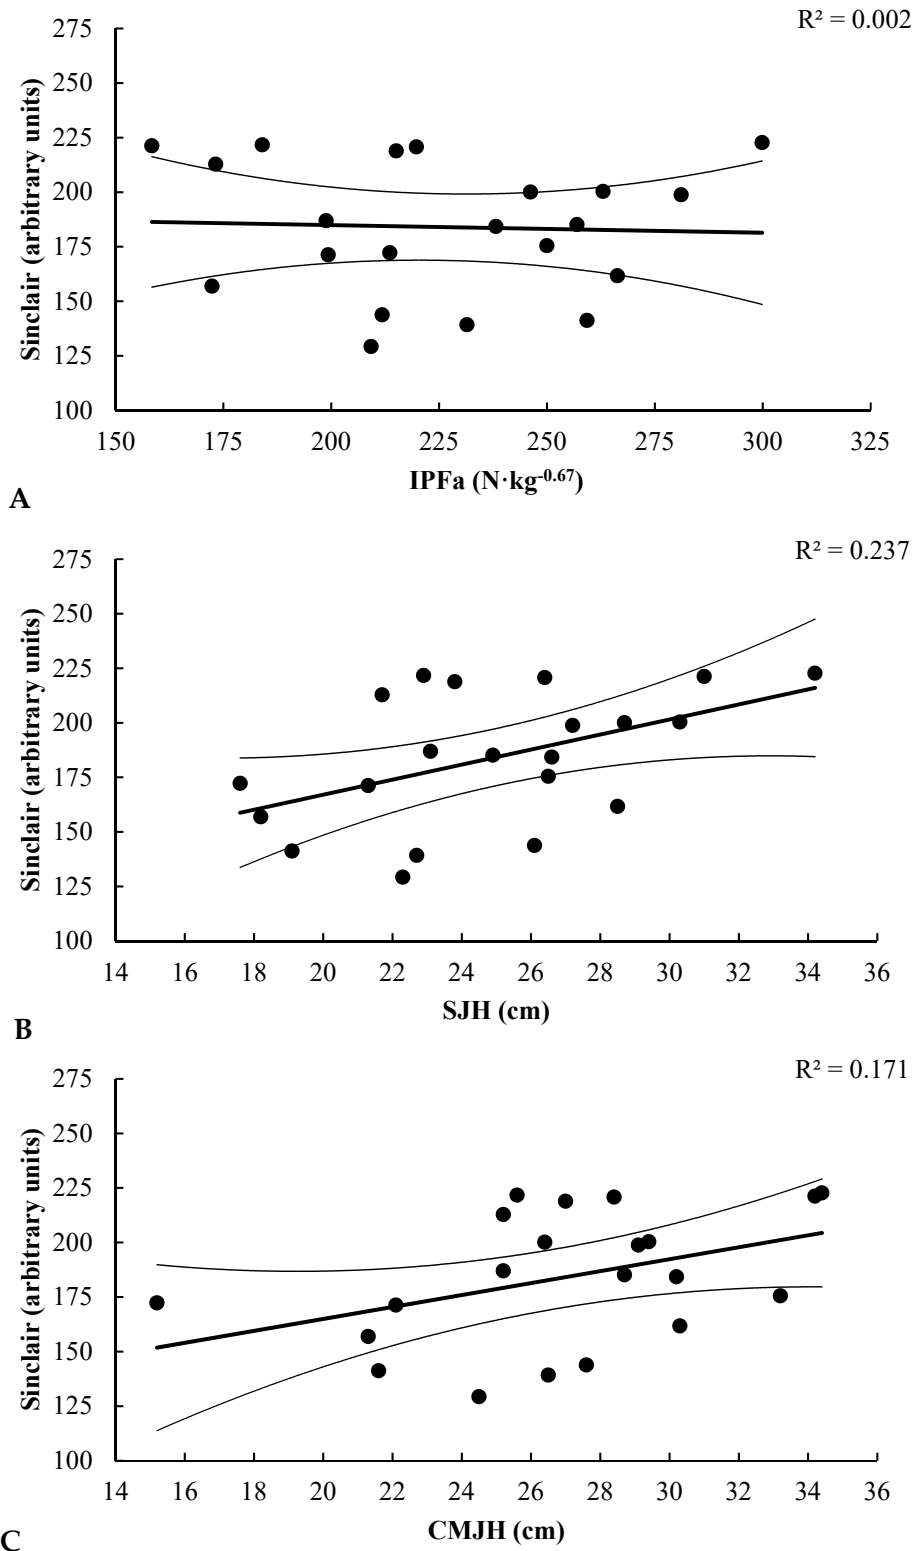 R² = 0.002
275
250
225
200
175
150
125
100
Sinclair (arbitrary units)
150 175 200 225 250 275 300 325
IPFa (N·kg-0.67)
A
R² = 0.237
275
250
225
200
175
150
125
100
Sinclair (arbitrary units)
14 16 18 20 22 24 26 28 30 32 34 36
SJH (cm)
B
R² = 0.171
275
250
225
200
175
150
125
100
Sinclair (arbitrary units)
14 16 18 20 22 24 26 28 30 32 34 36
CMJH (cm)
C